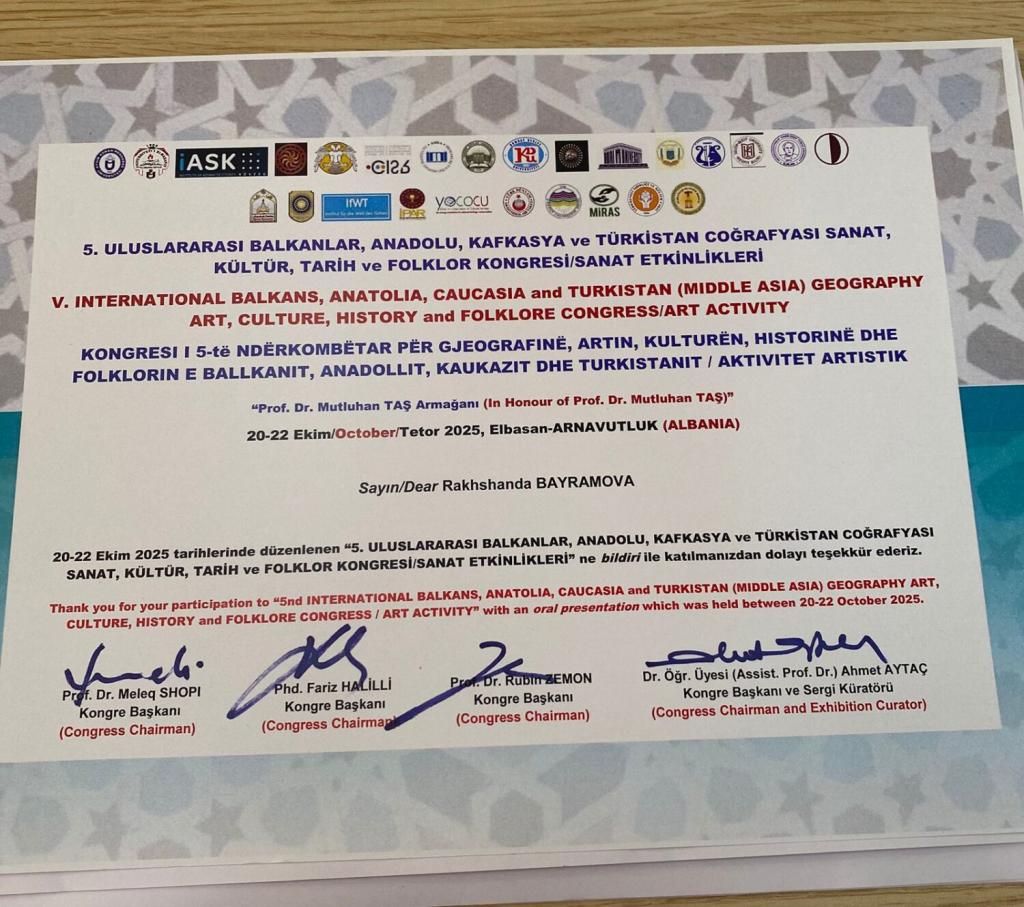 iASK
C126
IfWT
IPAR
YOCOCU
MiRAS
5. ULUSLARARASI BALKANLAR, ANADOLU, KAFKASYA ve TÜRKİSTAN COĞRAFYASI SANAT,
KÜLTÜR, TARİH ve FOLKLOR KONGRESİ/SANAT ETKİNLİKLERİ
V. INTERNATIONAL BALKANS, ANATOLIA, CAUCASIA and TURKISTAN (MIDDLE ASIA) GEOGRAPHY
ART, CULTURE, HISTORY and FOLKLORE CONGRESS/ART ACTIVITY
KONGRESI I 5-të NDËRKOMBËTAR PËR GJEOGRAFINË, ARTIN, KULTURËN, HISTORINË DHE
FOLKLORIN E BALLKANIT, ANADOLLIT, KAUKAZIT DHE TURKISTANIT / AKTIVITET ARTISTIK
“Prof. Dr. Mutluhan TAŞ Armağanı (In Honour of Prof. Dr. Mutluhan TAŞ)”
20-22 Ekim/October/Tetor 2025, Elbasan-ARNAVUTLUK (ALBANIA)
Sayın/Dear Rakhshanda BAYRAMOVA
20-22 Ekim 2025 tarihlerinde düzenlenen “5. ULUSLARARASI BALKANLAR, ANADOLU, KAFKASYA ve TÜRKİSTAN COĞRAFYASI
SANAT, KÜLTÜR, TARİH ve FOLKLOR KONGRESİ/SANAT ETKİNLİKLERİ” ne bildiri ile katılmanızdan dolayı teşekkür ederiz.
Thank you for your participation to “5nd INTERNATIONAL BALKANS, ANATOLIA, CAUCASIA and TURKISTAN (MIDDLE ASIA) GEOGRAPHY ART,
CULTURE, HISTORY and FOLKLORE CONGRESS / ART ACTIVITY” with an oral presentation which was held between 20-22 October 2025.
Prof. Dr. Meleq SHOPI
Kongre Başkanı
(Congress Chairman)
Phd. Fariz HALİLLİ
Kongre Başkanı
(Congress Chairman)
Prof. Dr. Rubin ZEMON
Kongre Başkanı
(Congress Chairman)
Dr. Öğr. Üyesi (Assist. Prof. Dr.) Ahmet AYTAÇ
Kongre Başkanı ve Sergi Küratörü
(Congress Chairman and Exhibition Curator)